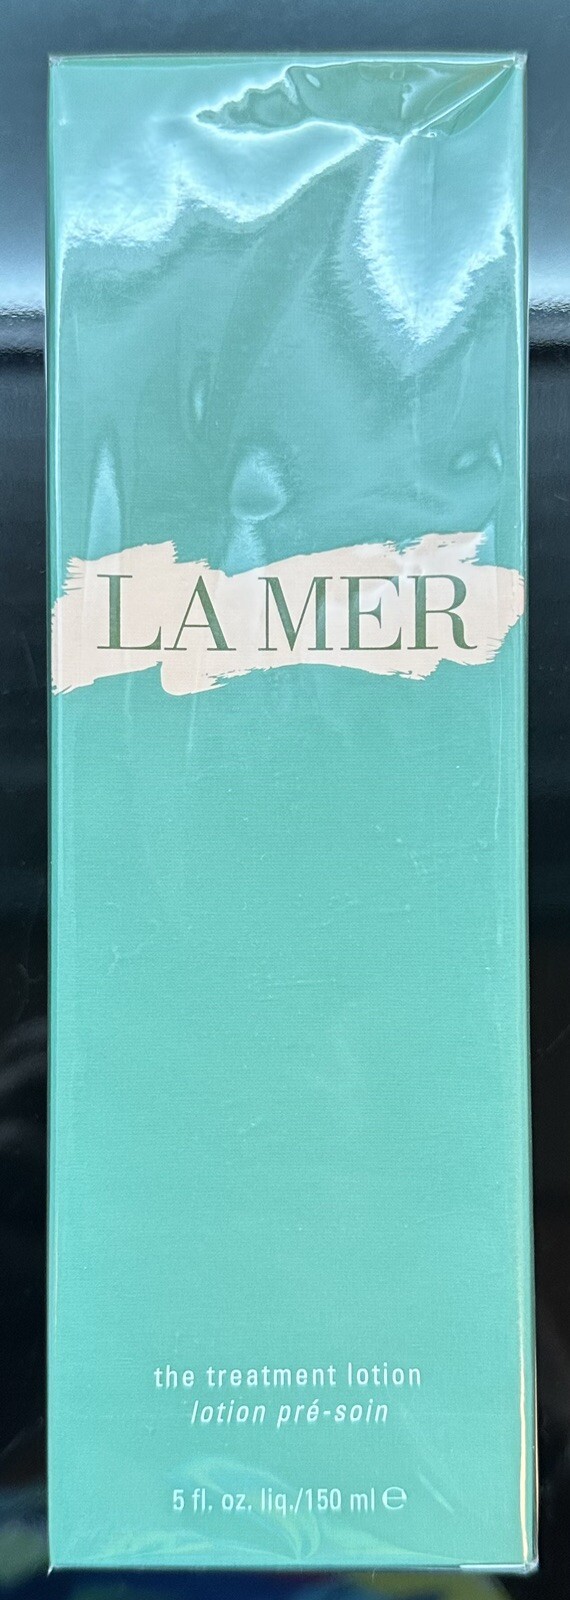 LA MER
the treatment lotion
lotion pré-soin
5 fl. oz. liq./150 ml ℮